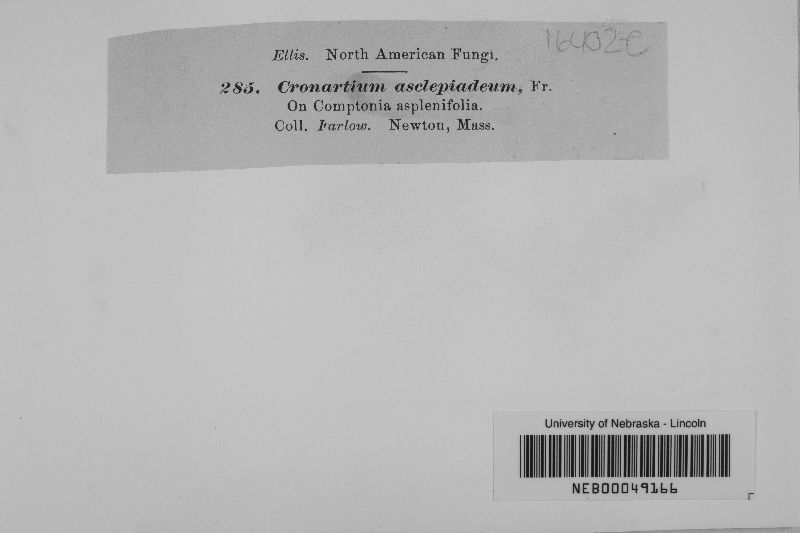 16402-e
Ellis. North American Fungi.
285. Cronartium asclepiadeum, Fr.
On Comptonia asplenifolia.
Coll. Farlow. Newton, Mass.
University of Nebraska - Lincoln
NEB00049166